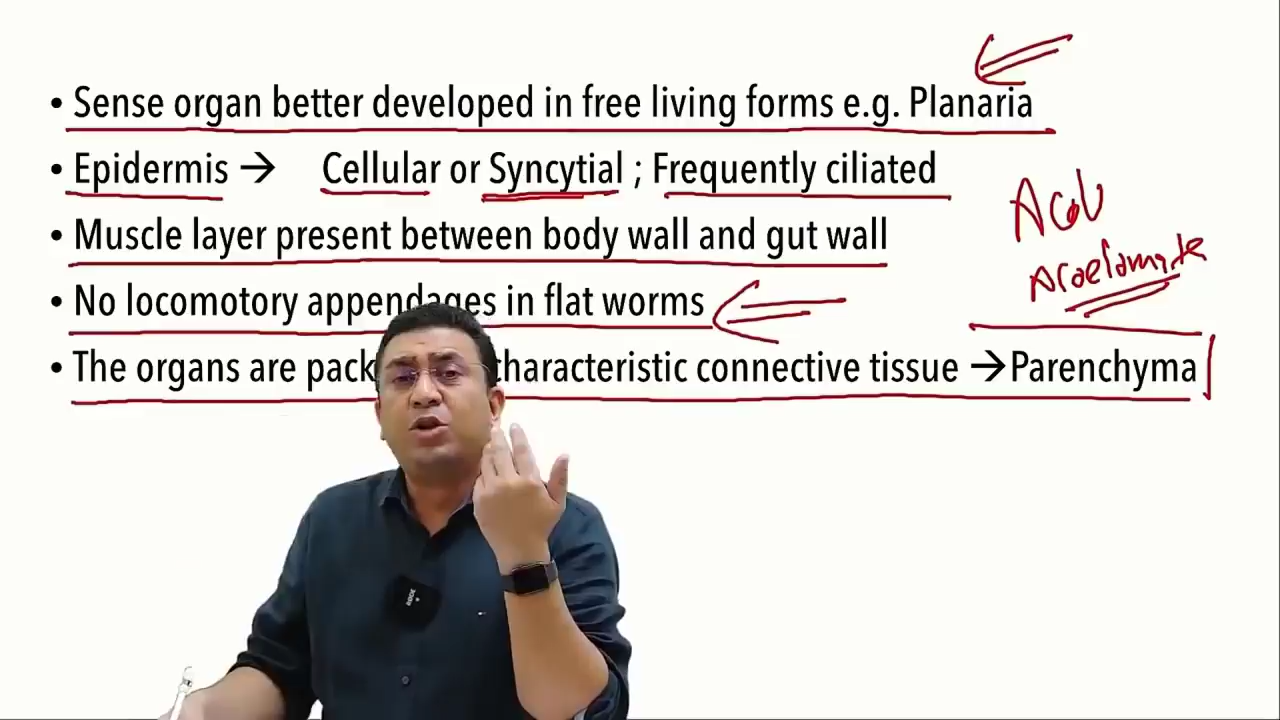 • Sense organ better developed in free living forms e.g. Planaria
• Epidermis → Cellular or Syncytial ; Frequently ciliated
• Muscle layer present between body wall and gut wall
• No locomotory appendages in flat worms
• The organs are pack characteristic connective tissue → Parenchyma
Acoelomate
RODE